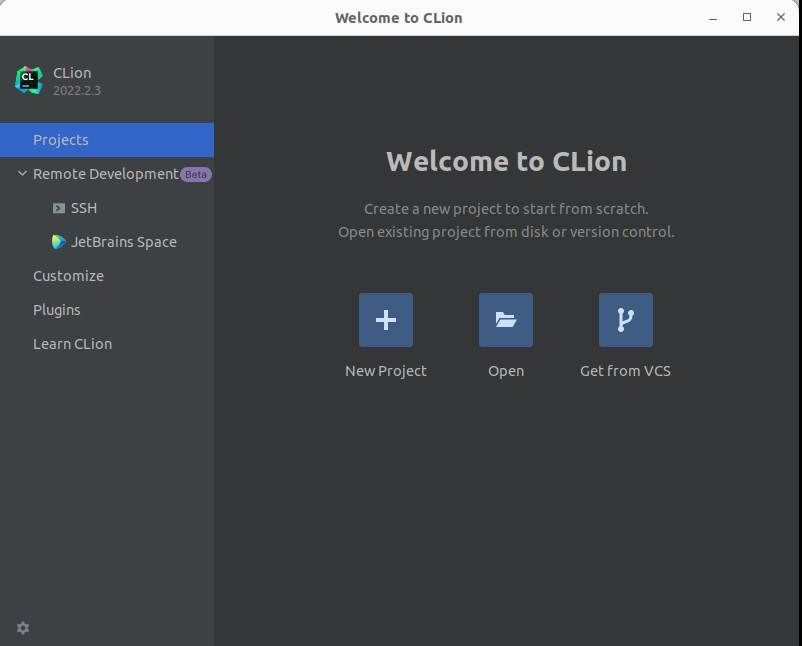 Welcome to CLion
CL
CLion
2022.2.3
Projects
Remote Development Beta
SSH
JetBrains Space
Customize
Plugins
Learn CLion
Welcome to CLion
Create a new project to start from scratch.
Open existing project from disk or version control.
New Project
Open
Get from VCS